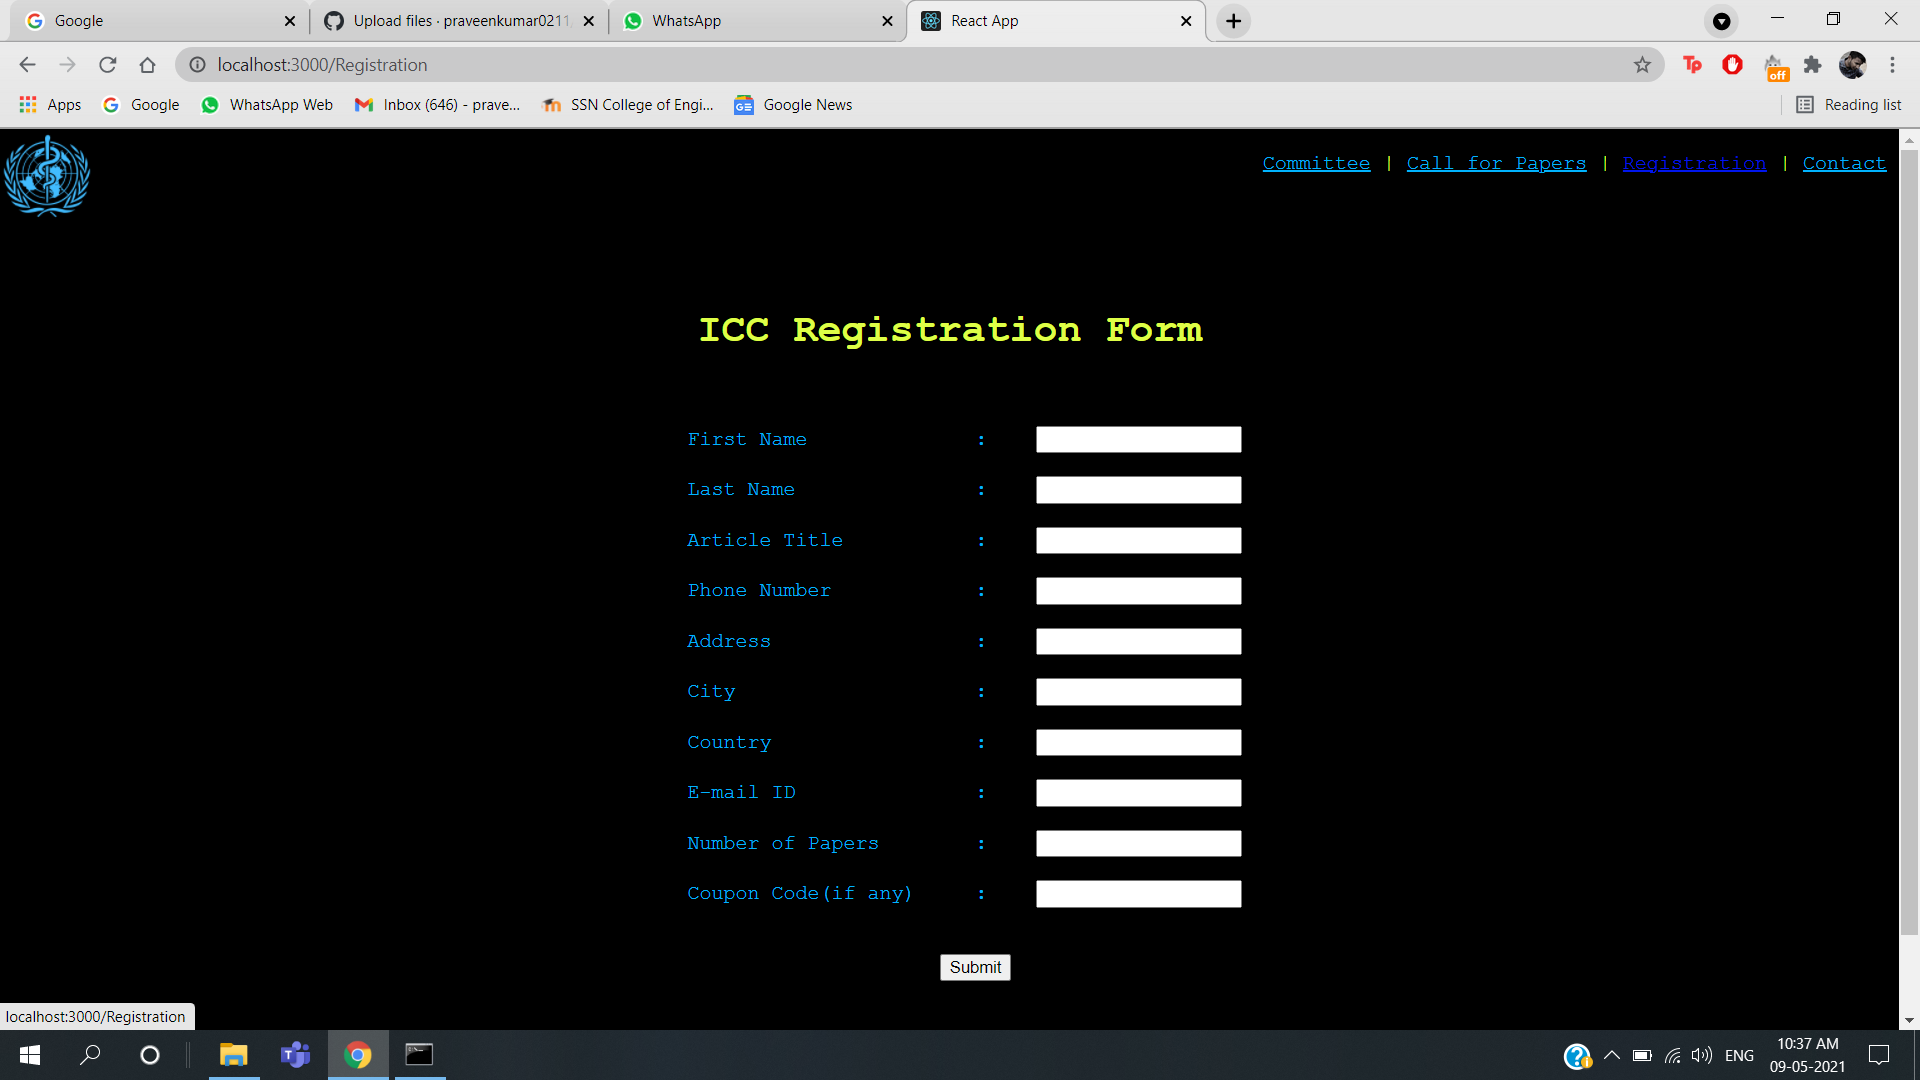 Google
Upload files · praveenkumar0211
WhatsApp
React App
localhost:3000/Registration
Tp
off
Apps
Google
WhatsApp Web
Inbox (646) - prave...
SSN College of Engi...
GE
Google News
Reading list
Committee | Call for Papers | Registration | Contact
ICC Registration Form
First Name :
Last Name :
Article Title :
Phone Number :
Address :
City :
Country :
E-mail ID :
Number of Papers :
Coupon Code(if any) :
Submit
localhost:3000/Registration
ENG
10:37 AM
09-05-2021